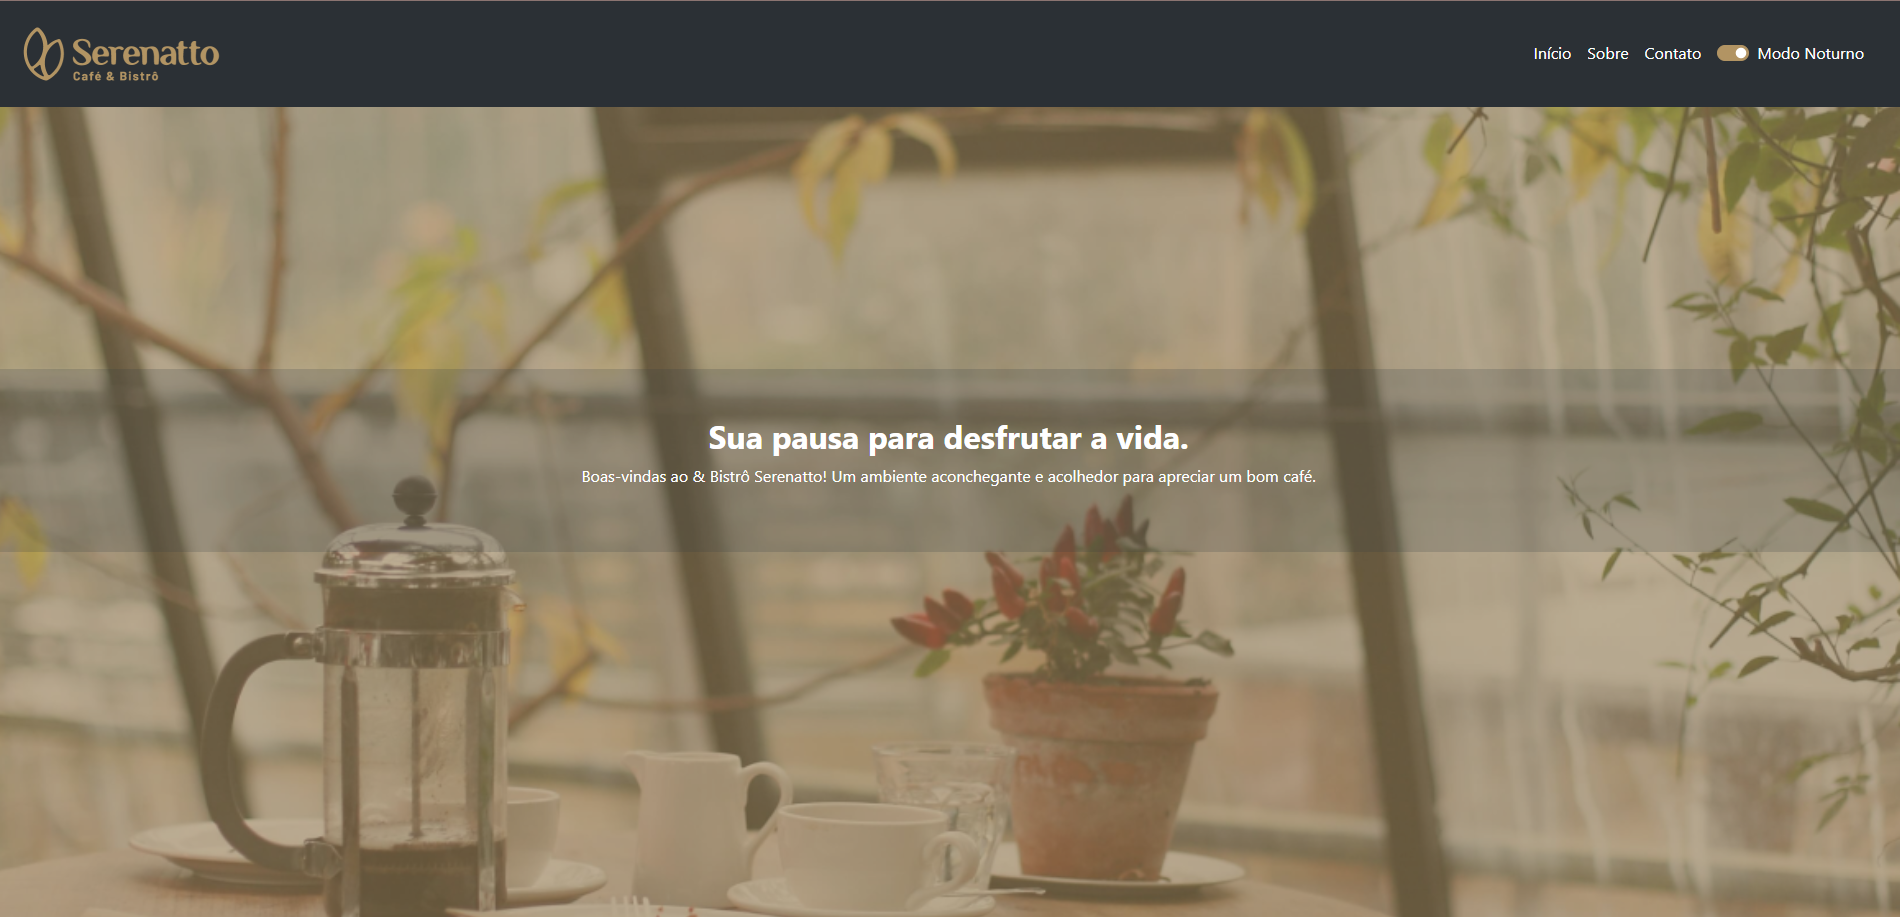 Serenatto
Café & Bistrô
Início Sobre Contato Modo Noturno
Sua pausa para desfrutar a vida.
Boas-vindas ao & Bistrô Serenatto! Um ambiente aconchegante e acolhedor para apreciar um bom café.